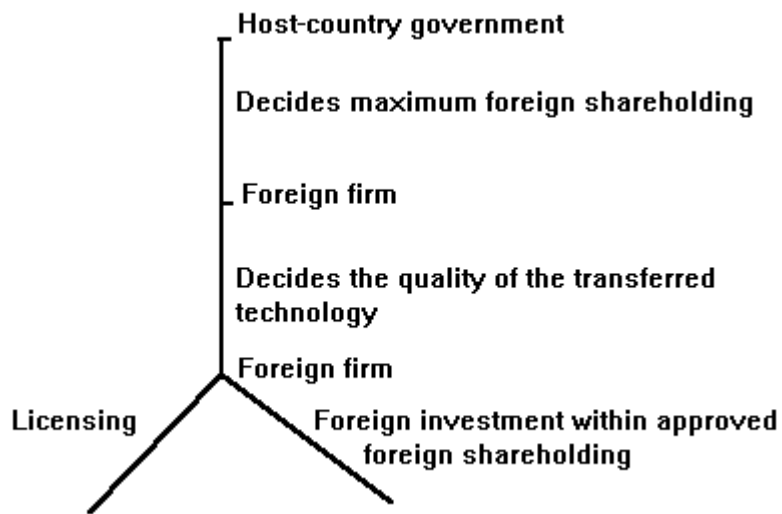 Host-country government
Decides maximum foreign shareholding
Foreign firm
Decides the quality of the transferred
technology
Foreign firm
Licensing
Foreign investment within approved
foreign shareholding